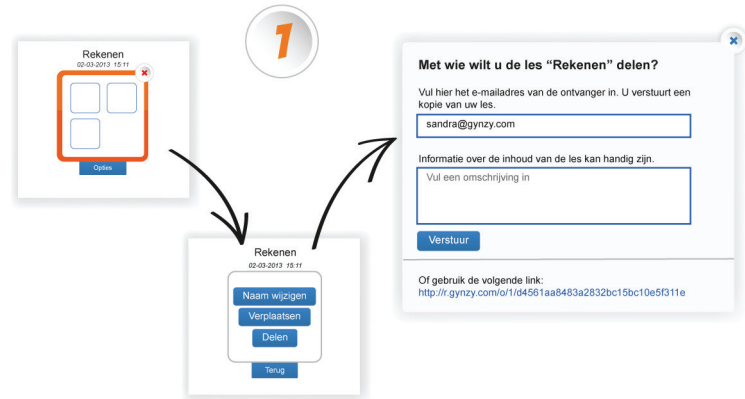 1
Rekenen
02-03-2013 15:11
Opties
Rekenen
02-03-2013 15:11
Naam wijzigen
Verplaatsen
Delen
Terug
Met wie wilt u de les “Rekenen” delen?
Vul hier het e-mailadres van de ontvanger in. U verstuurt een
kopie van uw les.
sandra@gynzy.com
Informatie over de inhoud van de les kan handig zijn.
Vul een omschrijving in
Verstuur
Of gebruik de volgende link:
http://r.gynzy.com/o/1/d4561aa8483a2832bc15bc10e5f311e